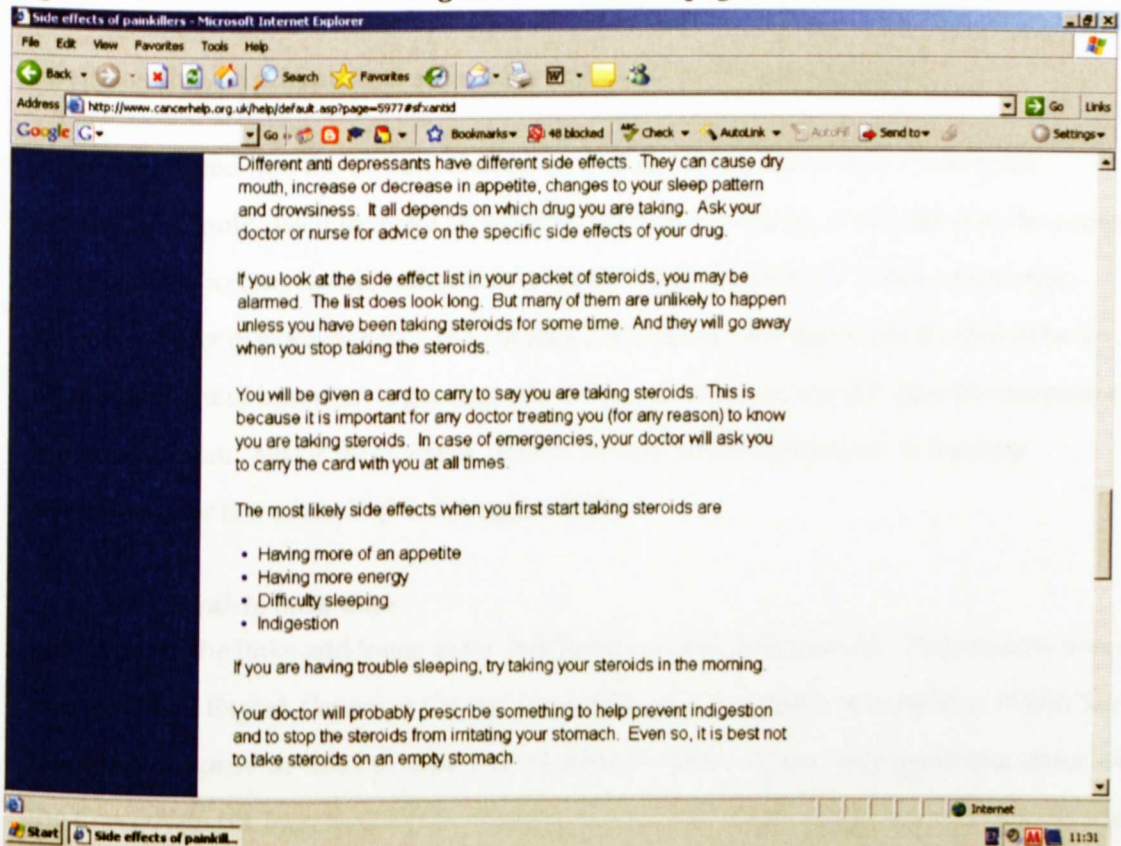 Side effects of painkillers - Microsoft Internet Explorer
File Edit View Favorites Tools Help
Back Search Favorites
Address http://www.cancerhelp.org.uk/help/default.asp?page=5977#sfxantid Go Links
Google G Go Bookmarks 48 blocked Check AutoLink AutoFill Send to Settings
Different anti depressants have different side effects. They can cause dry
mouth, increase or decrease in appetite, changes to your sleep pattern
and drowsiness. It all depends on which drug you are taking. Ask your
doctor or nurse for advice on the specific side effects of your drug.
If you look at the side effect list in your packet of steroids, you may be
alarmed. The list does look long. But many of them are unlikely to happen
unless you have been taking steroids for some time. And they will go away
when you stop taking the steroids.
You will be given a card to carry to say you are taking steroids. This is
because it is important for any doctor treating you (for any reason) to know
you are taking steroids. In case of emergencies, your doctor will ask you
to carry the card with you at all times.
The most likely side effects when you first start taking steroids are
• Having more of an appetite
• Having more energy
• Difficulty sleeping
• Indigestion
If you are having trouble sleeping, try taking your steroids in the morning.
Your doctor will probably prescribe something to help prevent indigestion
and to stop the steroids from irritating your stomach. Even so, it is best not
to take steroids on an empty stomach.
Internet
Start Side effects of painkill... 11:31